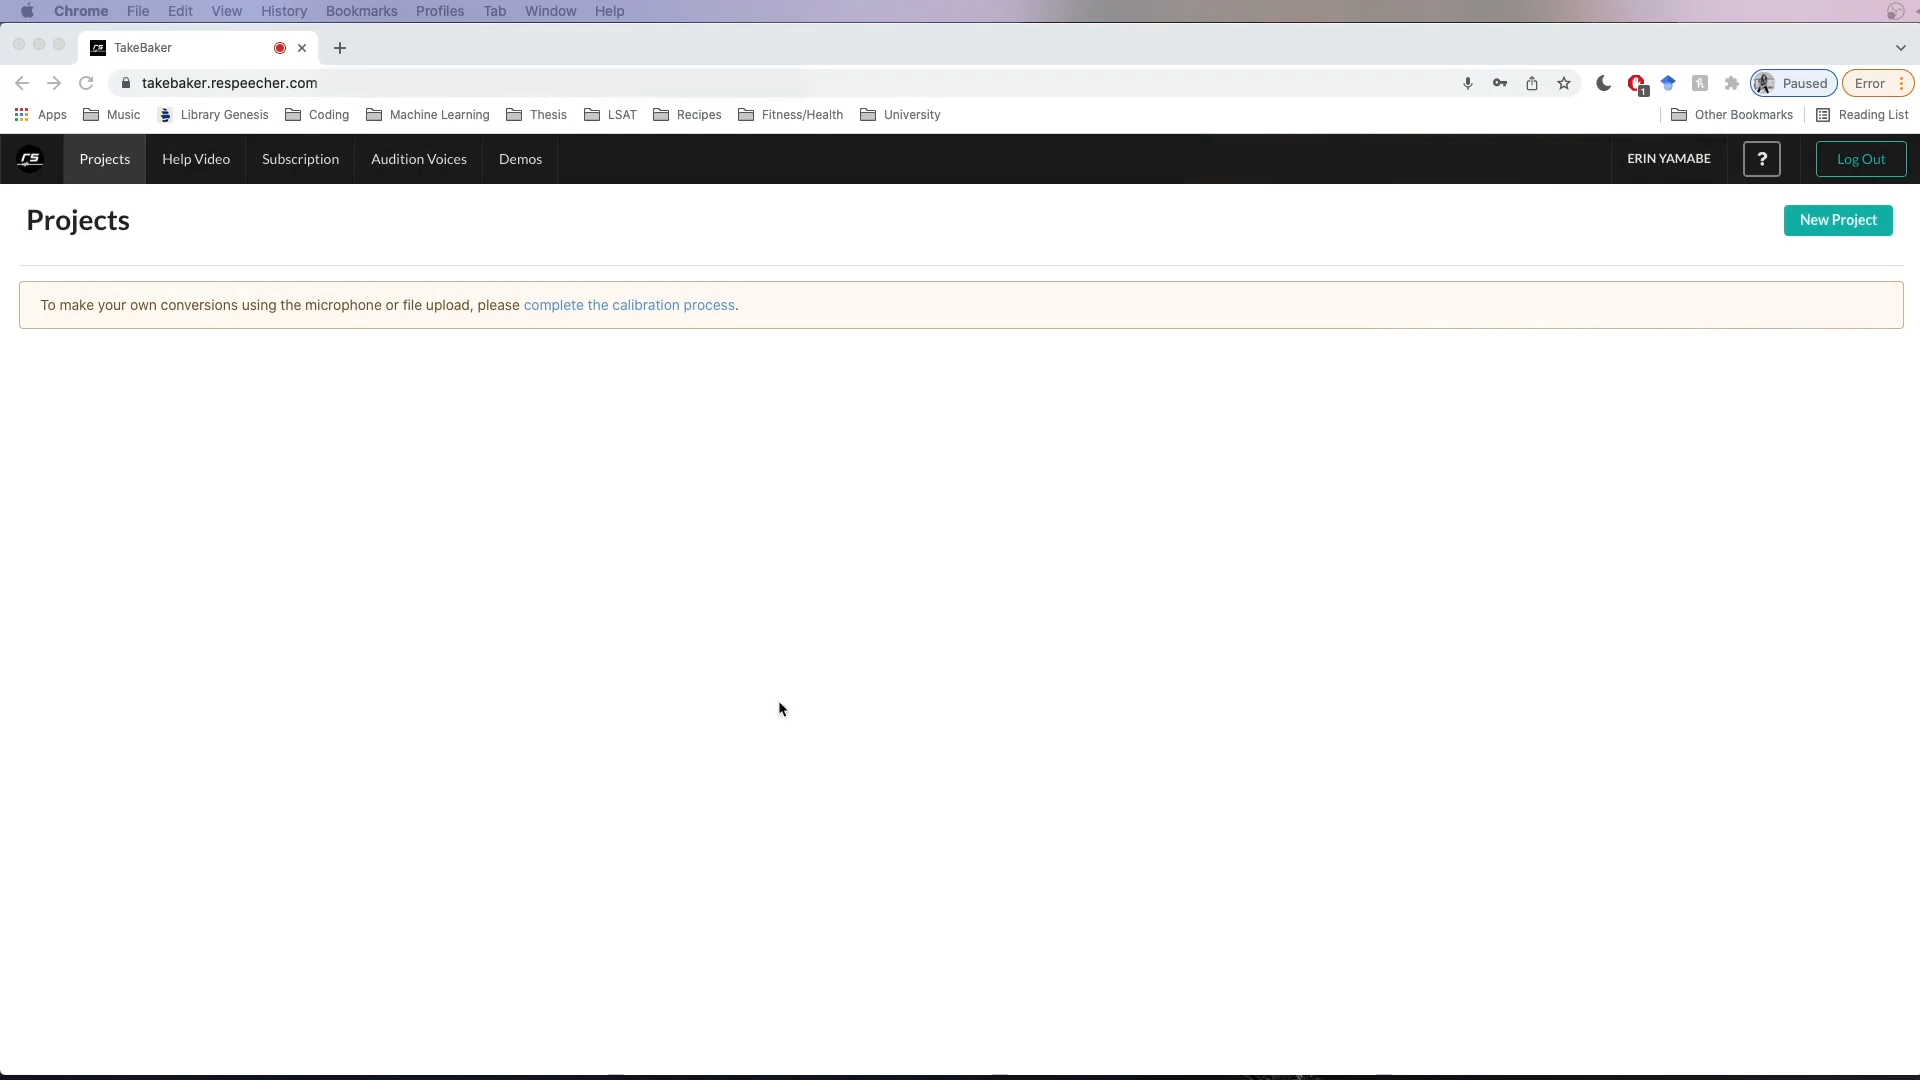 Chrome File Edit View History Bookmarks Profiles Tab Window Help
TakeBaker
takebaker.respeecher.com
1
Paused
Error
Apps Music Library Genesis Coding Machine Learning Thesis LSAT Recipes Fitness/Health University Other Bookmarks Reading List
rs Projects Help Video Subscription Audition Voices Demos ERIN YAMABE ? Log Out
Projects
New Project
To make your own conversions using the microphone or file upload, please complete the calibration process.